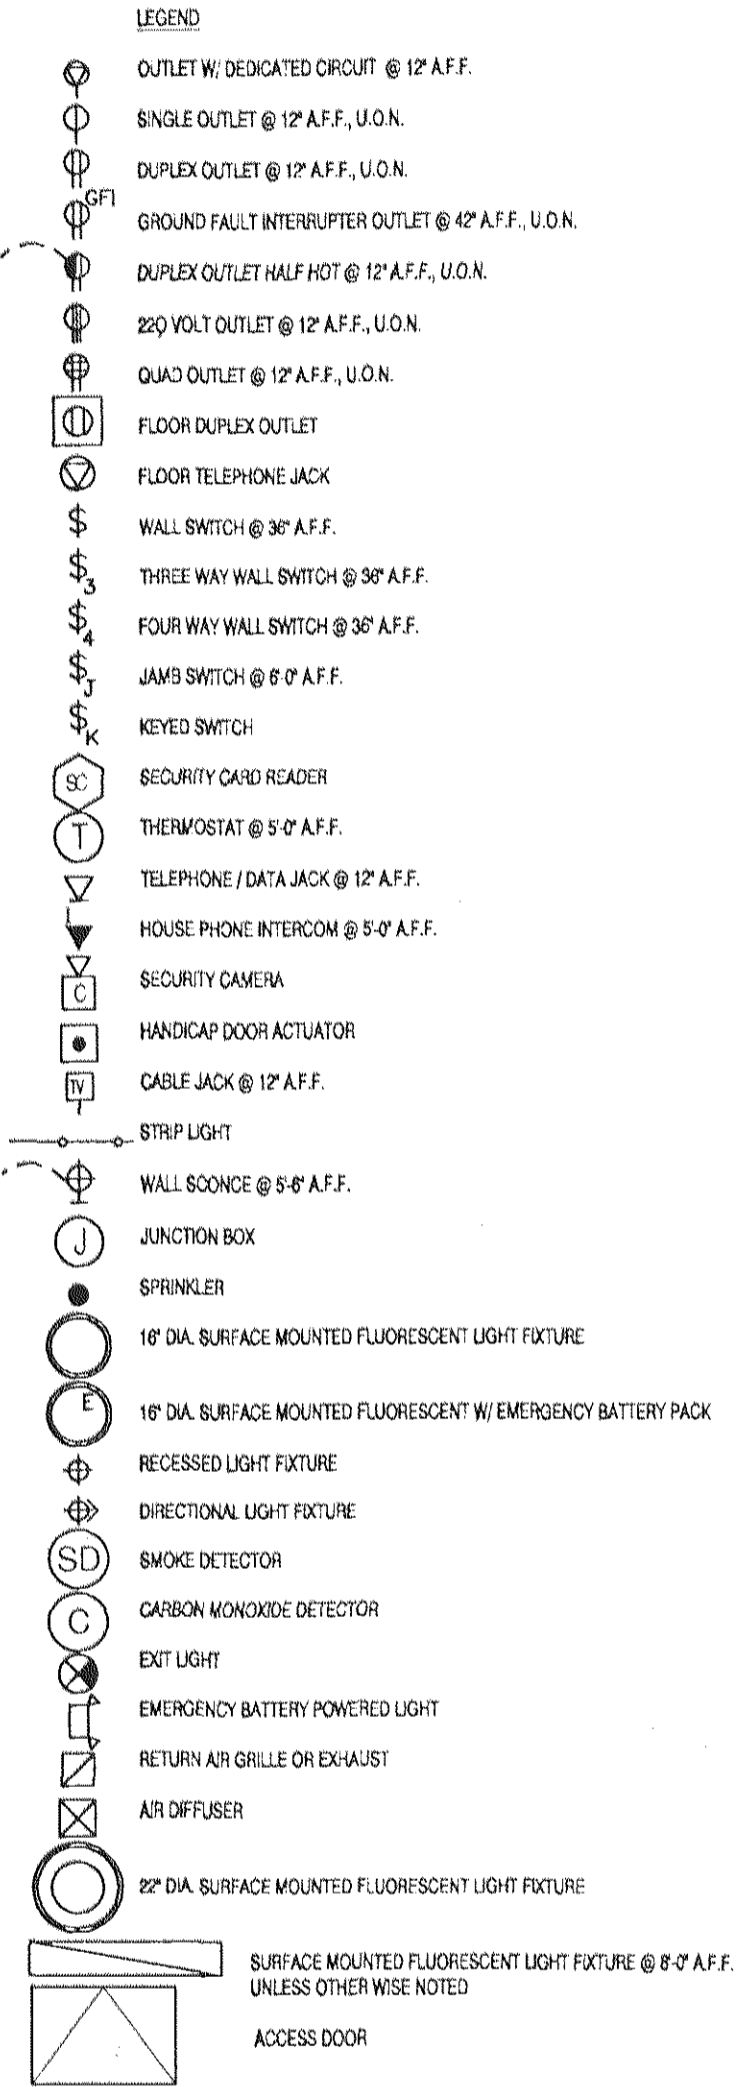 LEGEND
OUTLET W/ DEDICATED CIRCUIT @ 12" A.F.F.
SINGLE OUTLET @ 12" A.F.F., U.O.N.
DUPLEX OUTLET @ 12" A.F.F., U.O.N.
GFI
GROUND FAULT INTERRUPTER OUTLET @ 42" A.F.F., U.O.N.
DUPLEX OUTLET HALF HOT @ 12" A.F.F., U.O.N.
220 VOLT OUTLET @ 12" A.F.F., U.O.N.
QUAD OUTLET @ 12" A.F.F., U.O.N.
FLOOR DUPLEX OUTLET
FLOOR TELEPHONE JACK
$ WALL SWITCH @ 36" A.F.F.
$3 THREE WAY WALL SWITCH @ 36" A.F.F.
$4 FOUR WAY WALL SWITCH @ 36" A.F.F.
$J JAMB SWITCH @ 6'-0" A.F.F.
$K KEYED SWITCH
SC SECURITY CARD READER
T THERMOSTAT @ 5'-0" A.F.F.
TELEPHONE / DATA JACK @ 12" A.F.F.
HOUSE PHONE INTERCOM @ 5'-0" A.F.F.
C SECURITY CAMERA
HANDICAP DOOR ACTUATOR
TV CABLE JACK @ 12" A.F.F.
STRIP LIGHT
WALL SCONCE @ 5'-6" A.F.F.
J JUNCTION BOX
SPRINKLER
16" DIA. SURFACE MOUNTED FLUORESCENT LIGHT FIXTURE
E 16" DIA. SURFACE MOUNTED FLUORESCENT W/ EMERGENCY BATTERY PACK
RECESSED LIGHT FIXTURE
DIRECTIONAL LIGHT FIXTURE
SD SMOKE DETECTOR
C CARBON MONOXIDE DETECTOR
EXIT LIGHT
EMERGENCY BATTERY POWERED LIGHT
RETURN AIR GRILLE OR EXHAUST
AIR DIFFUSER
22" DIA. SURFACE MOUNTED FLUORESCENT LIGHT FIXTURE
SURFACE MOUNTED FLUORESCENT LIGHT FIXTURE @ 8'-0" A.F.F.
UNLESS OTHER WISE NOTED
ACCESS DOOR